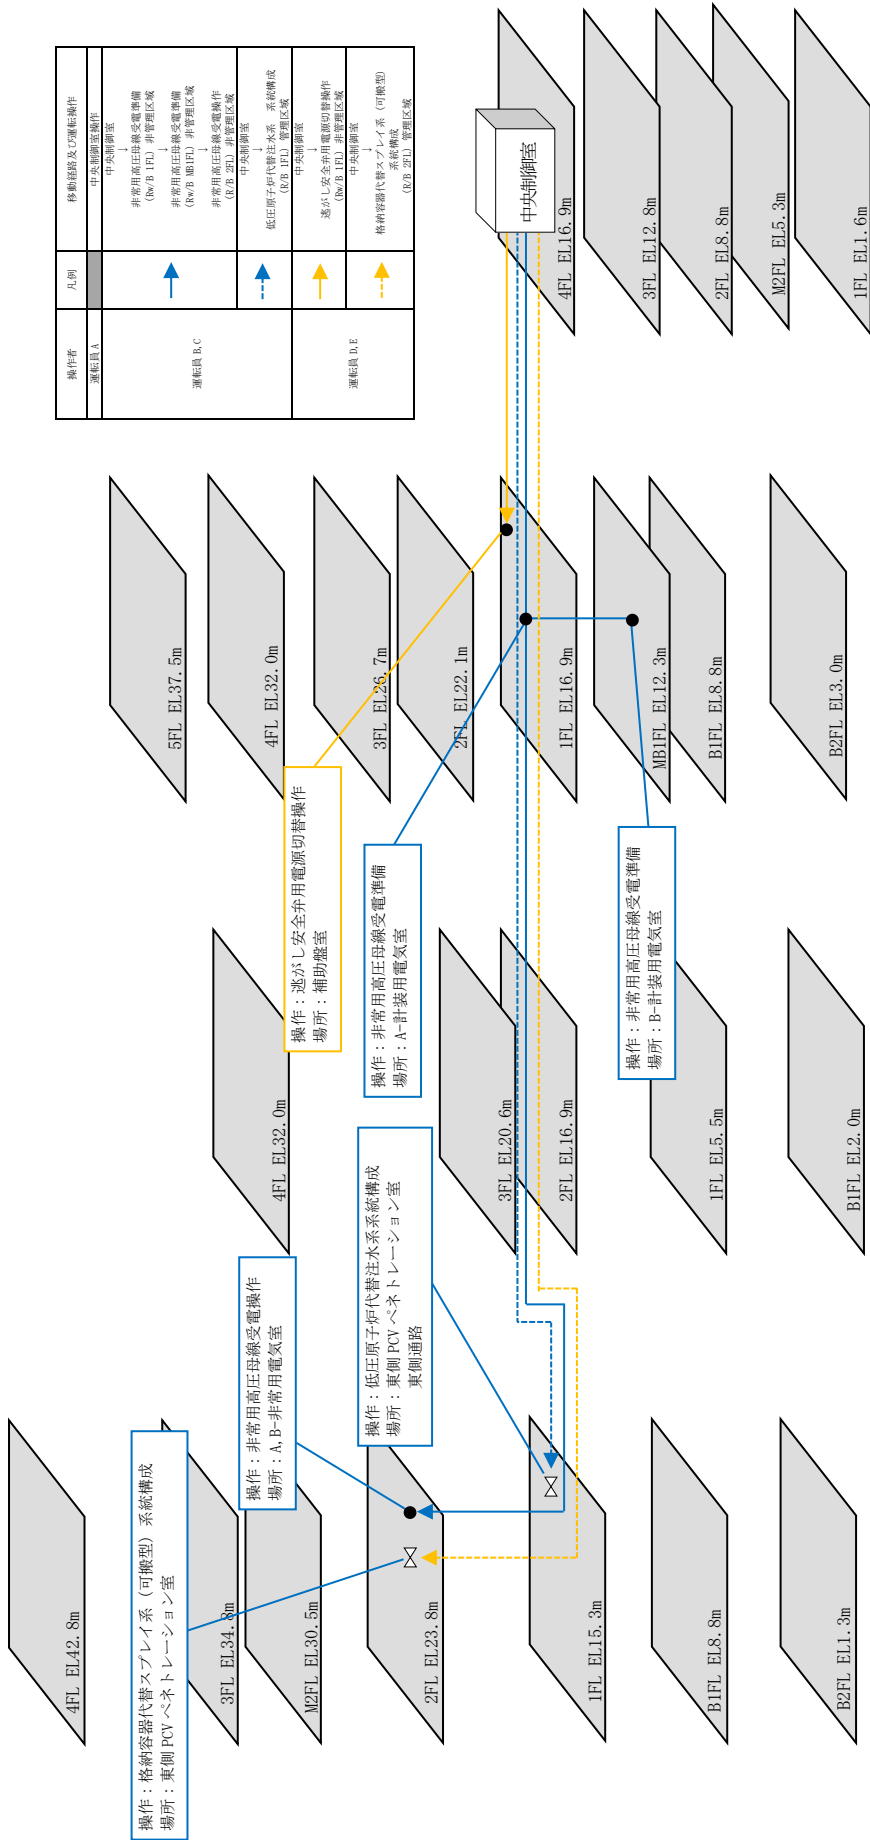 操作者
凡例
移動経路及び運転操作
運転員 A
中央制御室操作
運転員 B,C
中央制御室
↓
非常用高圧母線受電準備
(Rw/B 1FL) 非管理区域
↓
非常用高圧母線受電準備
(Rw/B MB1FL) 非管理区域
↓
非常用高圧母線受電操作
(R/B 2FL) 非管理区域
中央制御室
↓
低圧原子炉代替注水系 系統構成
(R/B 1FL) 管理区域
運転員 D,E
中央制御室
↓
逃がし安全弁用電源切替操作
(Rw/B 1FL) 非管理区域
中央制御室
↓
格納容器代替スプレイ系 (可搬型)
系統構成
(R/B 2FL) 管理区域
4FL EL42.8m
3FL EL34.8m
M2FL EL30.5m
2FL EL23.8m
1FL EL15.3m
B1FL EL8.8m
B2FL EL1.3m
操作：格納容器代替スプレイ系（可搬型）系統構成
場所：東側 PCV ペネトレーション室
操作：非常用高圧母線受電操作
場所：A,B-非常用電気室
操作：低圧原子炉代替注水系系統構成
場所：東側 PCV ペネトレーション室
東側通路
4FL EL32.0m
3FL EL20.6m
2FL EL16.9m
1FL EL5.5m
B1FL EL2.0m
操作：逃がし安全弁用電源切替操作
場所：補助盤室
操作：非常用高圧母線受電準備
場所：A-計装用電気室
操作：非常用高圧母線受電準備
場所：B-計装用電気室
5FL EL37.5m
4FL EL32.0m
3FL EL26.7m
2FL EL22.1m
1FL EL16.9m
MB1FL EL12.3m
B1FL EL8.8m
B2FL EL3.0m
中央制御室
4FL EL16.9m
3FL EL12.8m
2FL EL8.8m
M2FL EL5.3m
1FL EL1.6m